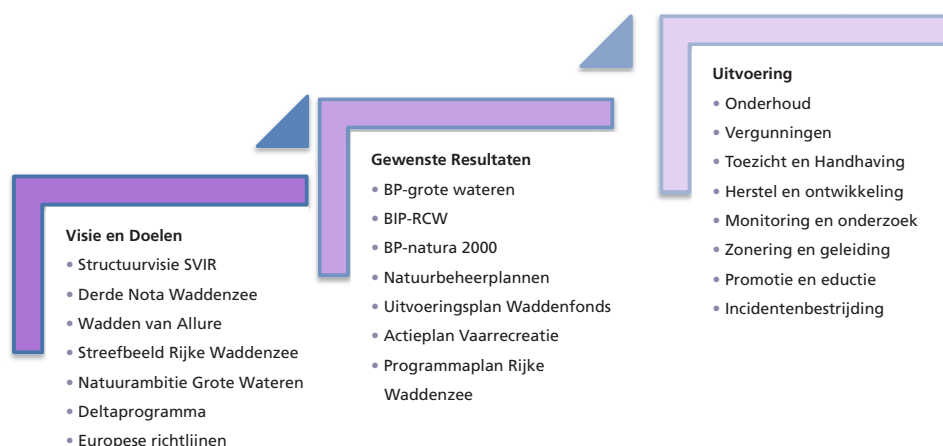 Visie en Doelen
• Structuurvisie SVIR
• Derde Nota Waddenzee
• Wadden van Allure
• Streefbeeld Rijke Waddenzee
• Natuurambitie Grote Wateren
• Deltaprogramma
• Europese richtlijnen
Gewenste Resultaten
• BP-grote wateren
• BIP-RCW
• BP-natura 2000
• Natuurbeheerplannen
• Uitvoeringsplan Waddenfonds
• Actieplan Vaarrecreatie
• Programmaplan Rijke
Waddenzee
Uitvoering
• Onderhoud
• Vergunningen
• Toezicht en Handhaving
• Herstel en ontwikkeling
• Monitoring en onderzoek
• Zonering en geleiding
• Promotie en eductie
• Incidentenbestrijding